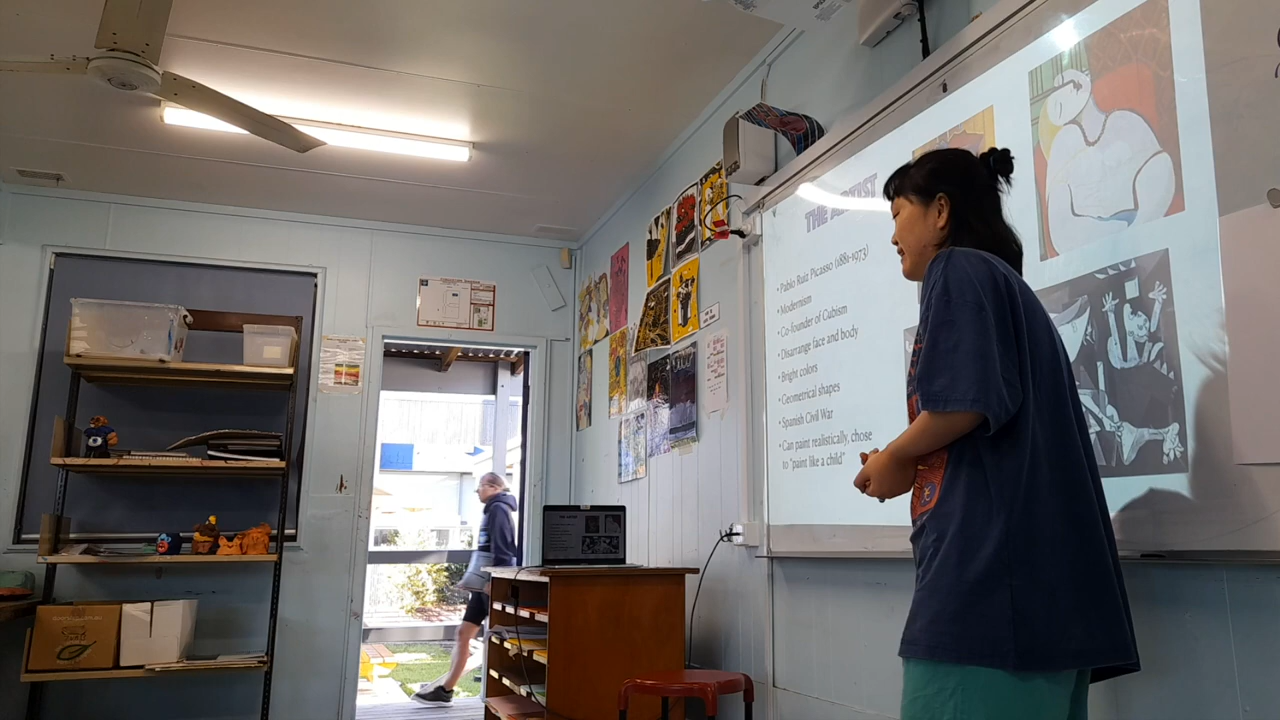 THE ARTIST
• Pablo Ruiz Picasso (1881-1973)
• Modernism
• Co-founder of Cubism
• Disarrange face and body
• Bright colors
• Geometrical shapes
• Spanish Civil War
• Can paint realistically, chose
to "paint like a child"